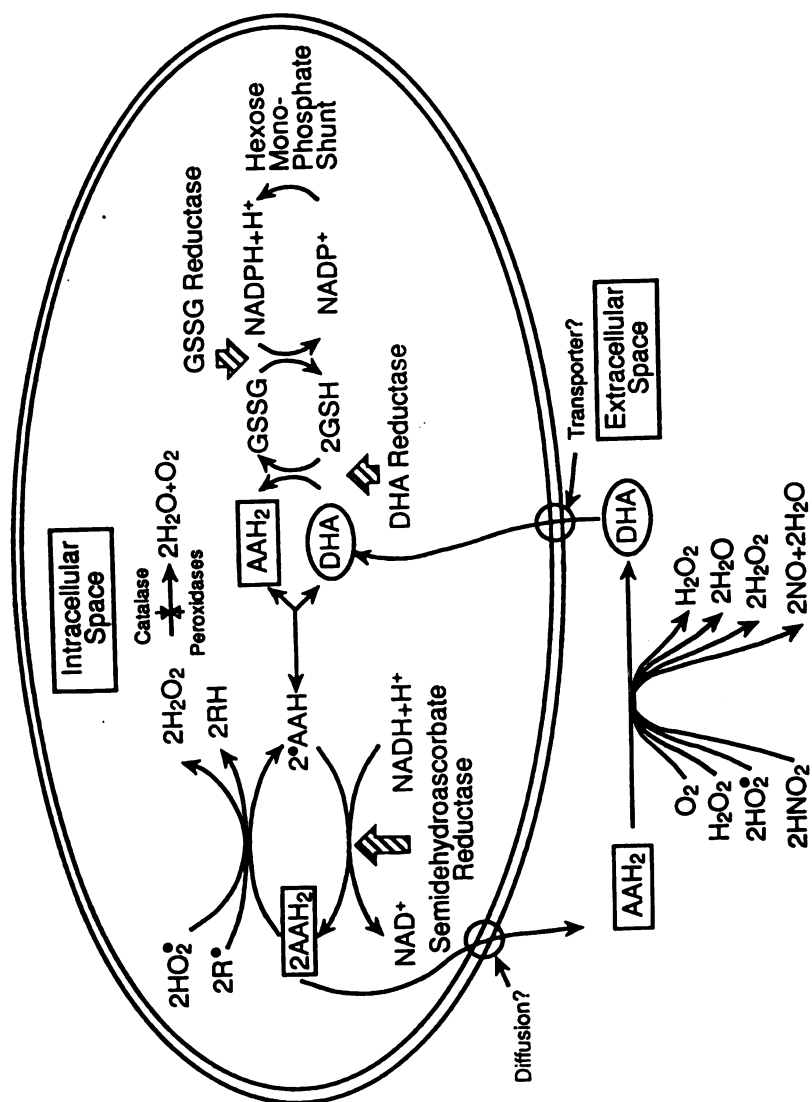 Intracellular
Space
2HO₂•
2R•
2H₂O₂
2RH
Catalase
Peroxidases
2H₂O+O₂
2AAH₂
2•AAH
NAD⁺
NADH+H⁺
Semidehydroascorbate
Reductase
AAH₂
DHA
GSSG
2GSH
DHA Reductase
GSSG Reductase
NADPH+H⁺
NADP⁺
Hexose
Mono-
Phosphate
Shunt
Diffusion?
Transporter?
Extracellular
Space
AAH₂
DHA
O₂
H₂O₂
2HO₂•
2HNO₂
H₂O₂
2H₂O
2H₂O₂
2NO+2H₂O